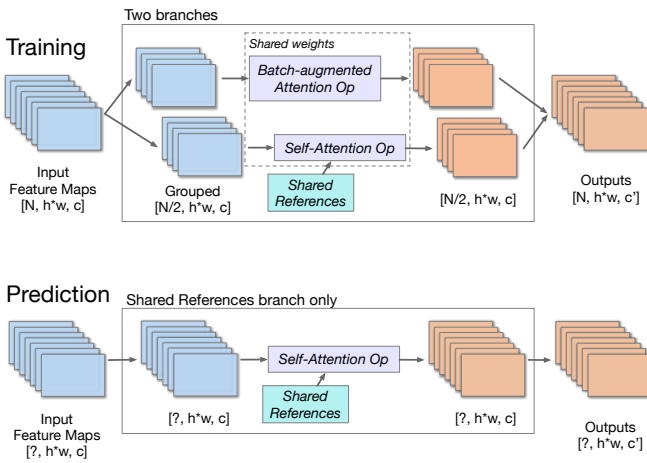 Two branches
Training
Shared weights
Batch-augmented
Attention Op
Self-Attention Op
Input
Feature Maps
[N, h*w, c]
Grouped
[N/2, h*w, c]
Shared
References
[N/2, h*w, c]
Outputs
[N, h*w, c']
Prediction
Shared References branch only
Self-Attention Op
Shared
References
Input
Feature Maps
[?, h*w, c]
[?, h*w, c]
[?, h*w, c]
Outputs
[?, h*w, c']